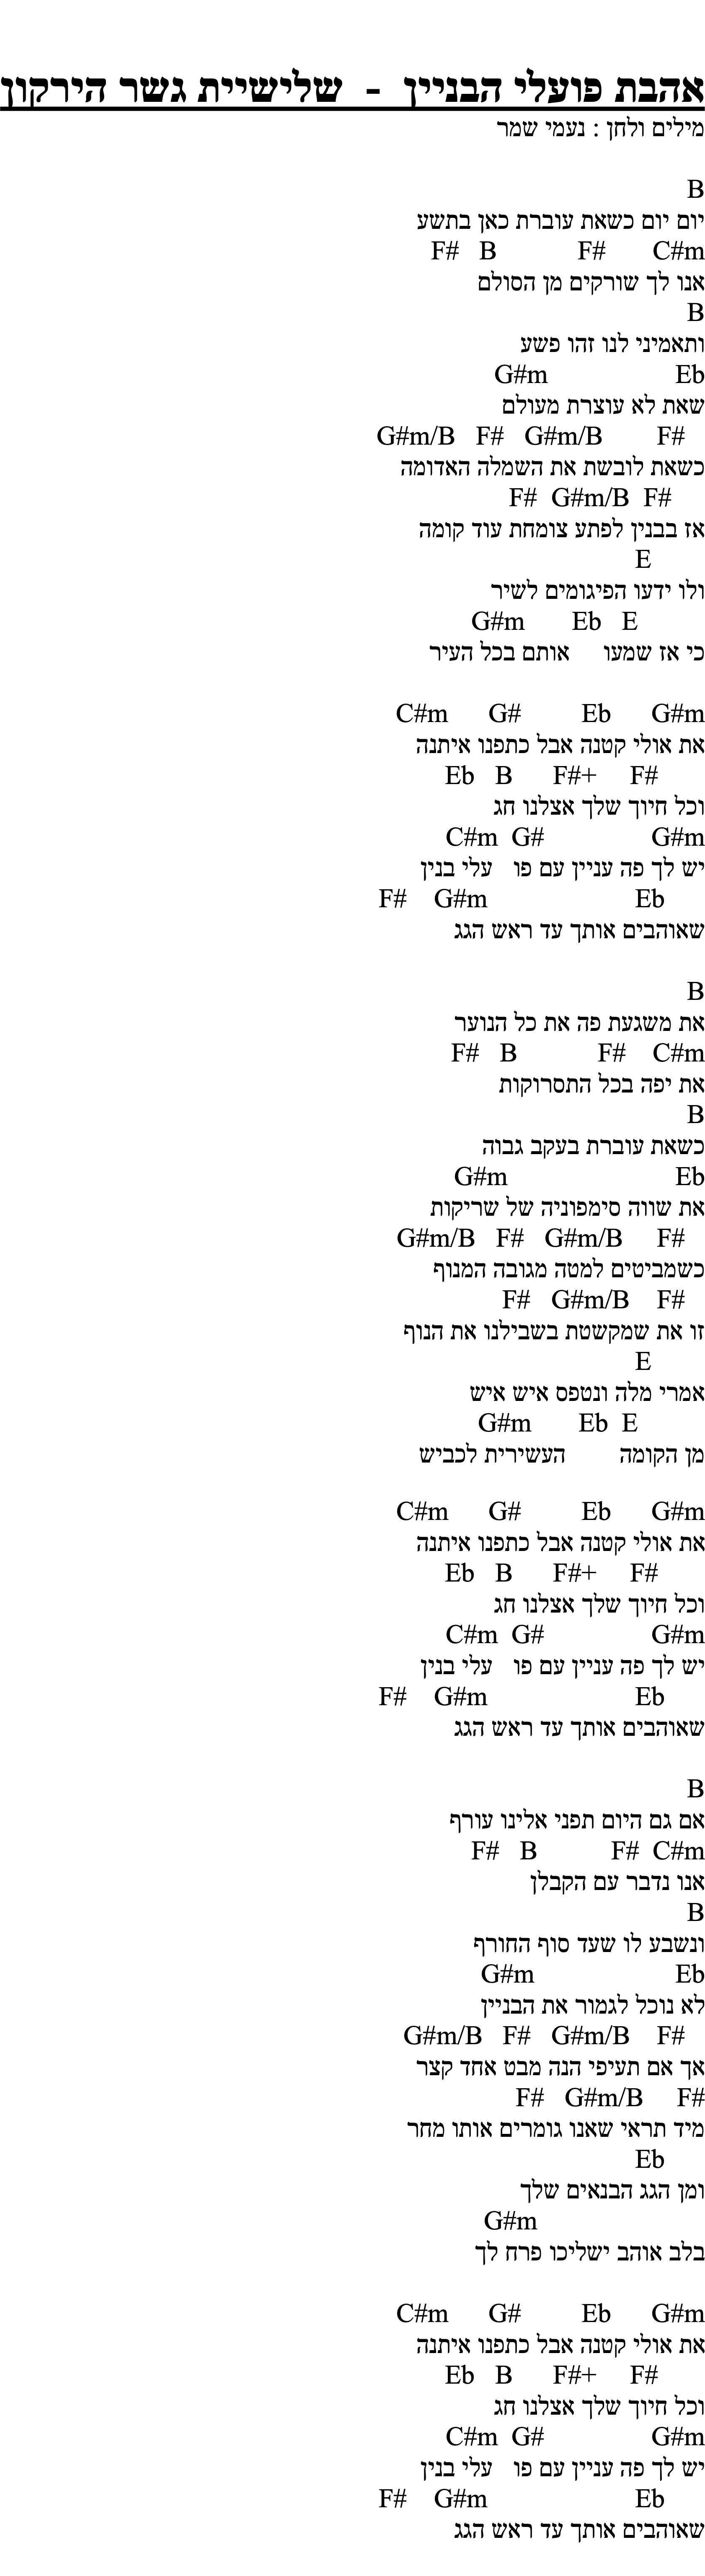 אהבת פועלי הבניין - שלישיית גשר הירקון
מילים ולחן : נעמי שמר
B
יום יום כשאת עוברת כאן בתשע
F# B F# C#m
אנו לך שורקים מן הסולם
B
ותאמיני לנו זהו פשע
G#m Eb
שאת לא עוצרת מעולם
G#m/B F# G#m/B F#
כשאת לובשת את השמלה האדומה
F# G#m/B F#
אז בבנין לפתע צומחת עוד קומה
E
ולו ידעו הפיגומים לשיר
G#m Eb E
כי אז שמעו אותם בכל העיר
C#m G# Eb G#m
את אולי קטנה אבל כתפנו איתנה
Eb B F#+ F#
וכל חיוך שלך אצלנו חג
C#m G# G#m
יש לך פה עניין עם פו עלי בנין
F# G#m Eb
שאוהבים אותך עד ראש הגג
B
את משגעת פה את כל הנוער
F# B F# C#m
את יפה בכל התסרוקות
B
כשאת עוברת בעקב גבוה
G#m Eb
את שווה סימפוניה של שריקות
G#m/B F# G#m/B F#
כשמביטים למטה מגובה המנוף
F# G#m/B F#
זו את שמקשטת בשבילנו את הנוף
E
אמרי מלה ונטפס איש איש
G#m Eb E
מן הקומה העשירית לכביש
C#m G# Eb G#m
את אולי קטנה אבל כתפנו איתנה
Eb B F#+ F#
וכל חיוך שלך אצלנו חג
C#m G# G#m
יש לך פה עניין עם פו עלי בנין
F# G#m Eb
שאוהבים אותך עד ראש הגג
B
אם גם היום תפני אלינו עורף
F# B F# C#m
אנו נדבר עם הקבלן
B
ונשבע לו שעד סוף החורף
G#m Eb
לא נוכל לגמור את הבניין
G#m/B F# G#m/B F#
אך אם תעיפי הנה מבט אחד קצר
F# G#m/B F#
מיד תראי שאנו גומרים אותו מחר
Eb
ומן הגג הבנאים שלך
G#m
בלב אוהב ישליכו פרח לך
C#m G# Eb G#m
את אולי קטנה אבל כתפנו איתנה
Eb B F#+ F#
וכל חיוך שלך אצלנו חג
C#m G# G#m
יש לך פה עניין עם פו עלי בנין
F# G#m Eb
שאוהבים אותך עד ראש הגג